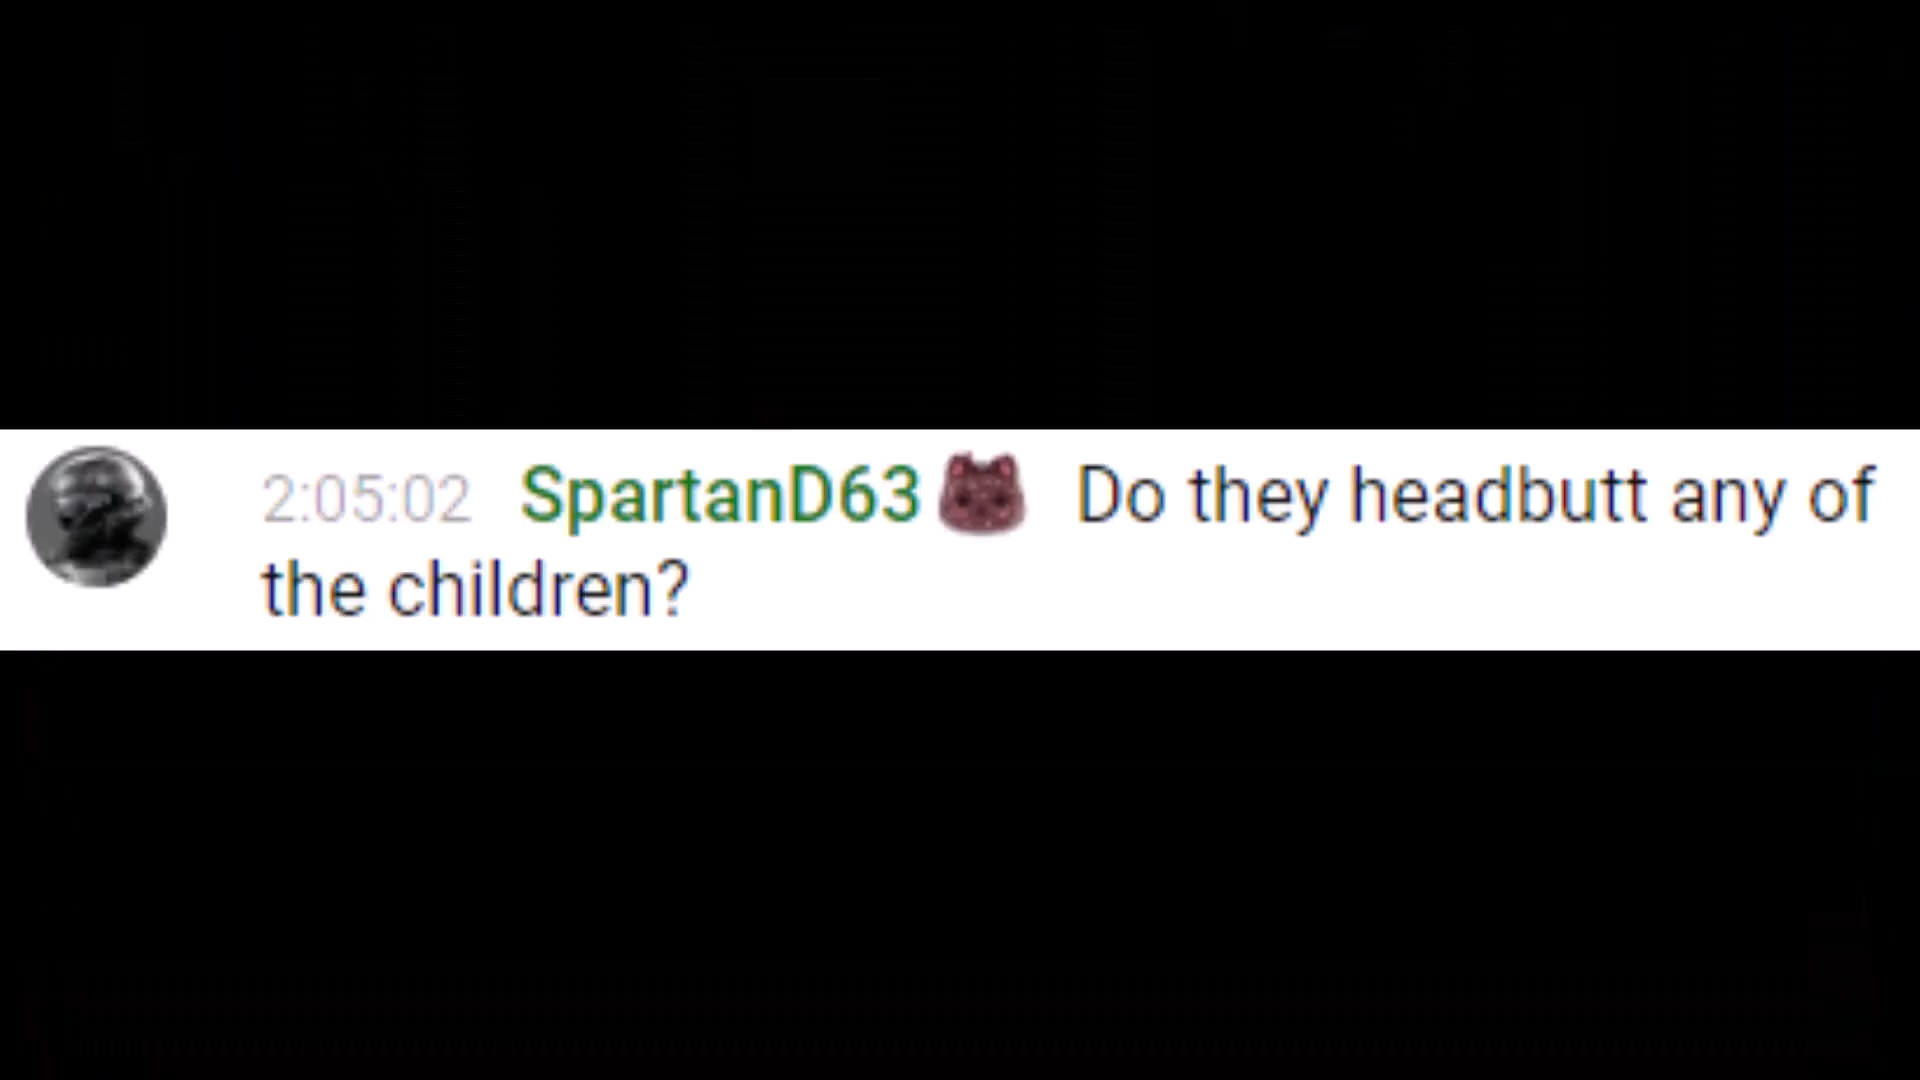 2:05:02 SpartanD63 Do they headbutt any of
the children?